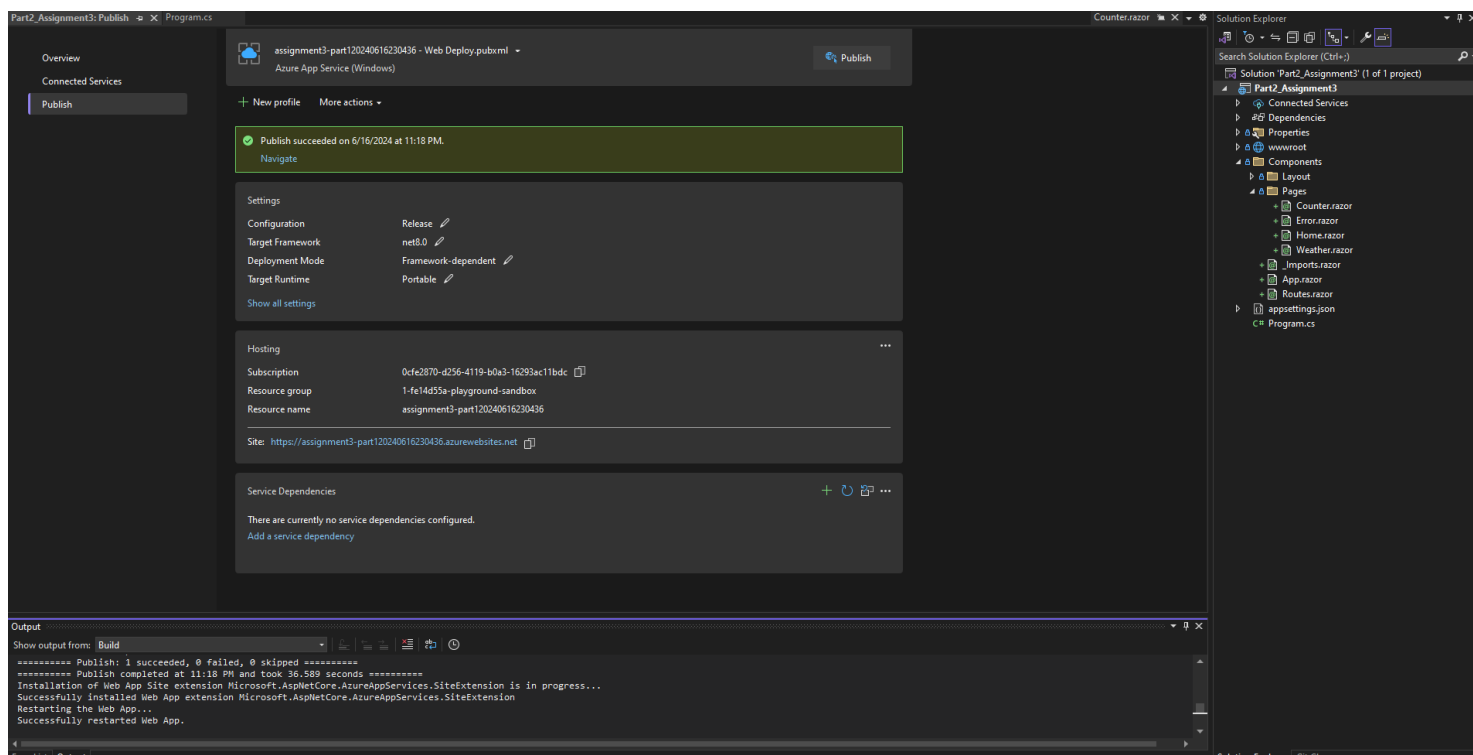 Part2_Assignment3: Publish
Program.cs
Counter.razor
Overview
Connected Services
Publish
assignment3-part120240616230436 - Web Deploy.pubxml
Azure App Service (Windows)
Publish
New profile More actions
Publish succeeded on 6/16/2024 at 11:18 PM.
Navigate
Settings
Configuration Release
Target Framework net8.0
Deployment Mode Framework-dependent
Target Runtime Portable
Show all settings
Hosting
Subscription 0cfe2870-d256-4119-b0a3-16293ac11bdc
Resource group 1-fe14d55a-playground-sandbox
Resource name assignment3-part120240616230436
Site: https://assignment3-part120240616230436.azurewebsites.net
Service Dependencies
There are currently no service dependencies configured.
Add a service dependency
Output
Show output from: Build
========== Publish: 1 succeeded, 0 failed, 0 skipped ==========
========== Publish completed at 11:18 PM and took 36.589 seconds ==========
Installation of Web App Site extension Microsoft.AspNetCore.AzureAppServices.SiteExtension is in progress...
Successfully installed Web App extension Microsoft.AspNetCore.AzureAppServices.SiteExtension
Restarting the Web App...
Successfully restarted Web App.
Solution Explorer
Search Solution Explorer (Ctrl+;)
Solution 'Part2_Assignment3' (1 of 1 project)
Part2_Assignment3
Connected Services
Dependencies
Properties
wwwroot
Components
Layout
Pages
Counter.razor
Error.razor
Home.razor
Weather.razor
_Imports.razor
App.razor
Routes.razor
appsettings.json
C# Program.cs